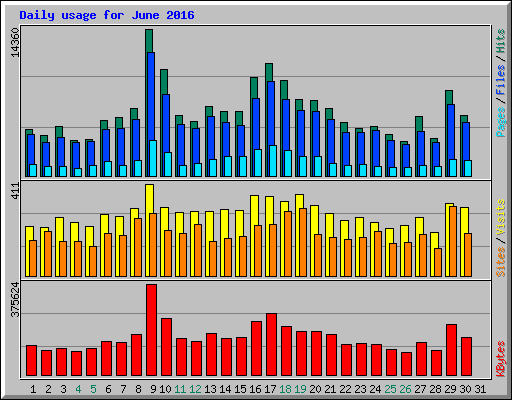 Daily usage for June 2016
14360
Pages / Files / Hits
411
Sites / Visits
375624
KBytes
1 2 3 4 5 6 7 8 9 10 11 12 13 14 15 16 17 18 19 20 21 22 23 24 25 26 27 28 29 30 31